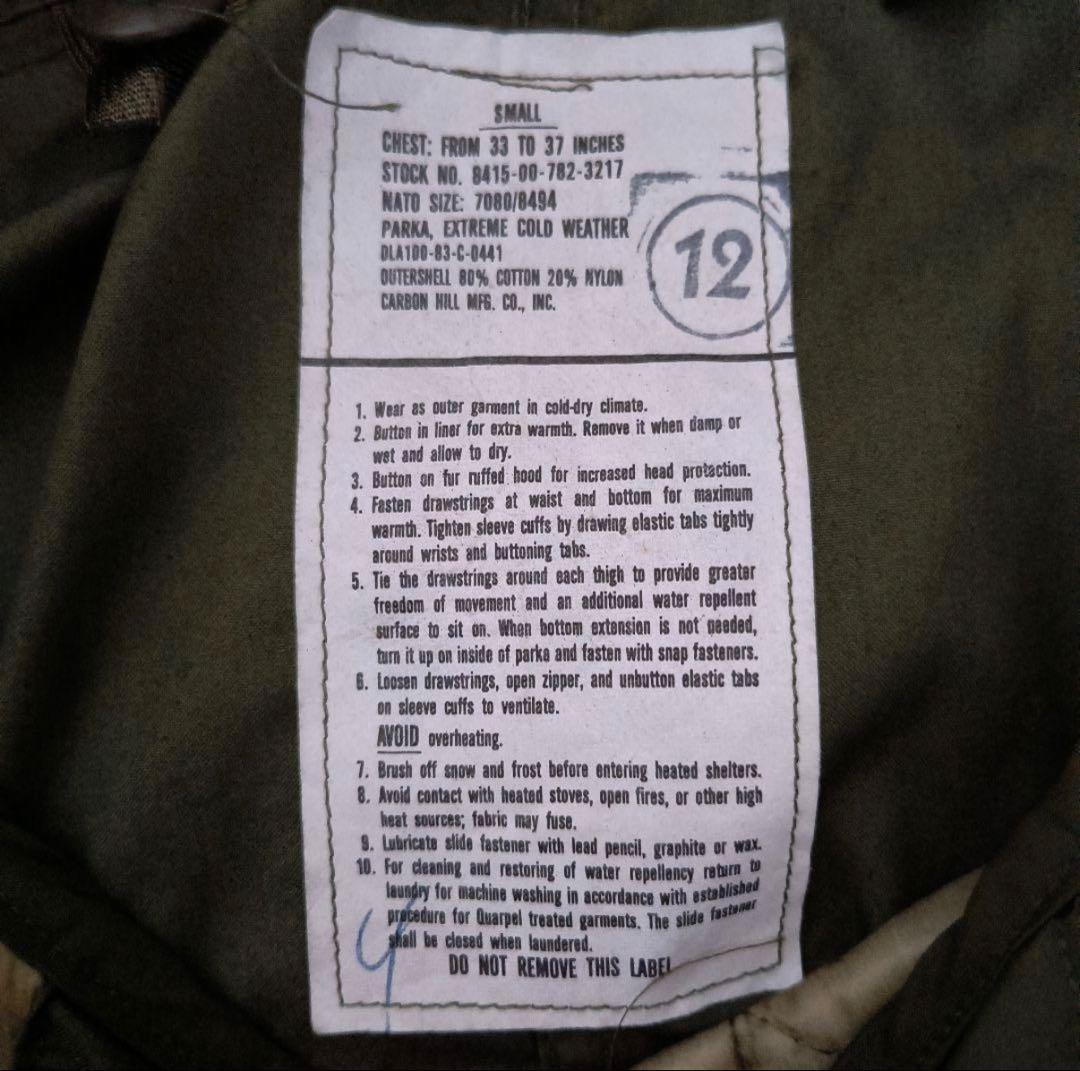 SMALL
CHEST: FROM 33 TO 37 INCHES
STOCK NO. 8415-00-782-3217
NATO SIZE: 7080/8494
PARKA, EXTREME COLD WEATHER
DLA100-83-C-0441
OUTERSHELL 80% COTTON 20% NYLON
CARBON HILL MFG. CO., INC.
12
1. Wear as outer garment in cold-dry climate.
2. Button in liner for extra warmth. Remove it when damp or
wet and allow to dry.
3. Button on fur ruffed hood for increased head protection.
4. Fasten drawstrings at waist and bottom for maximum
warmth. Tighten sleeve cuffs by drawing elastic tabs tightly
around wrists and buttoning tabs.
5. Tie the drawstrings around each thigh to provide greater
freedom of movement and an additional water repellent
surface to sit on. When bottom extension is not needed,
turn it up on inside of parka and fasten with snap fasteners.
6. Loosen drawstrings, open zipper, and unbutton elastic tabs
on sleeve cuffs to ventilate.
AVOID overheating.
7. Brush off snow and frost before entering heated shelters.
8. Avoid contact with heated stoves, open fires, or other high
heat sources; fabric may fuse.
9. Lubricate slide fastener with lead pencil, graphite or wax.
10. For cleaning and restoring of water repellency return to
laundry for machine washing in accordance with established
procedure for Quarpel treated garments. The slide fastener
shall be closed when laundered.
DO NOT REMOVE THIS LABEL